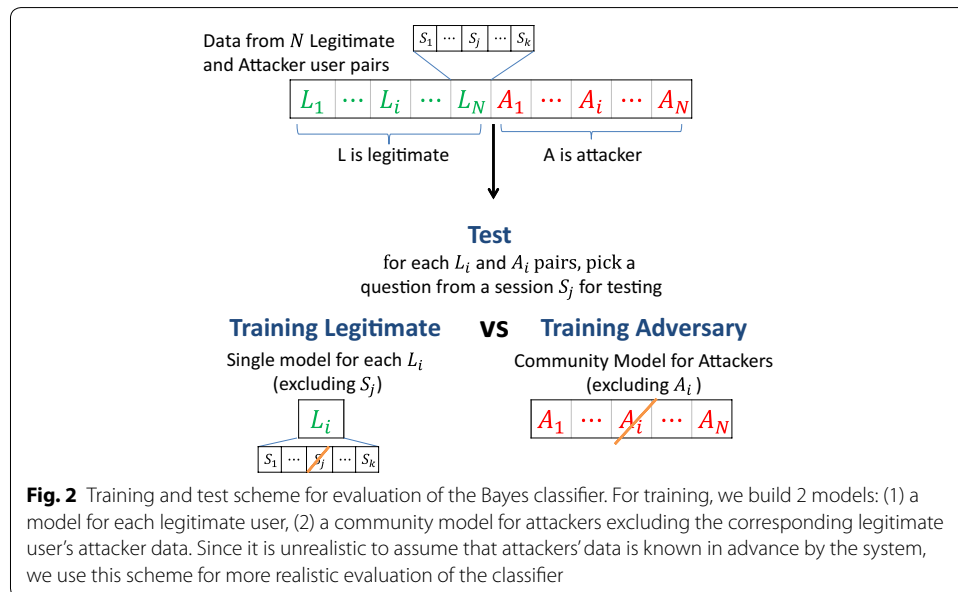 Data from N Legitimate
and Attacker user pairs
S₁ ⋯ Sⱼ ⋯ Sₖ
L₁ ⋯ Lᵢ ⋯ L_N A₁ ⋯ Aᵢ ⋯ A_N
L is legitimate A is attacker
Test
for each Lᵢ and Aᵢ pairs, pick a
question from a session Sⱼ for testing
Training Legitimate vs Training Adversary
Single model for each Lᵢ
(excluding Sⱼ)
Community Model for Attackers
(excluding Aᵢ)
Lᵢ
S₁ ⋯ Sⱼ ⋯ Sₖ
A₁ ⋯ Aᵢ ⋯ A_N
Fig. 2 Training and test scheme for evaluation of the Bayes classifier. For training, we build 2 models: (1) a
model for each legitimate user, (2) a community model for attackers excluding the corresponding legitimate
user's attacker data. Since it is unrealistic to assume that attackers' data is known in advance by the system,
we use this scheme for more realistic evaluation of the classifier